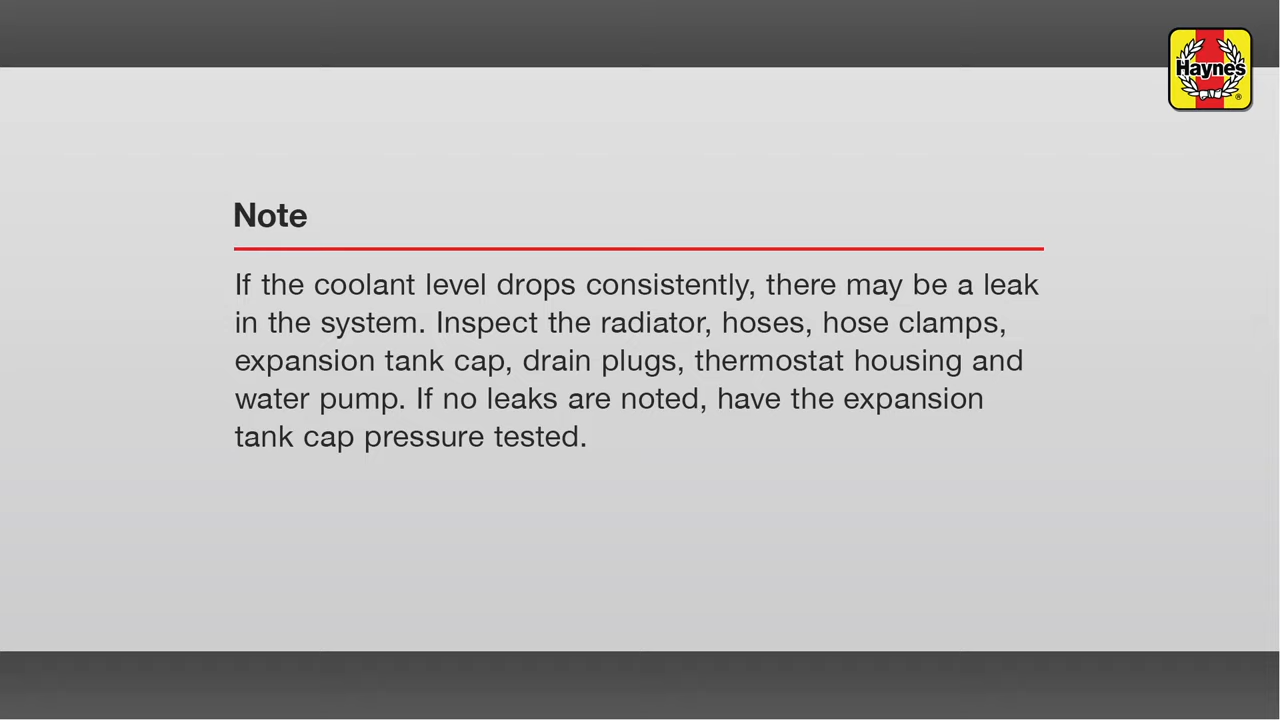 Haynes
Note
If the coolant level drops consistently, there may be a leak
in the system. Inspect the radiator, hoses, hose clamps,
expansion tank cap, drain plugs, thermostat housing and
water pump. If no leaks are noted, have the expansion
tank cap pressure tested.